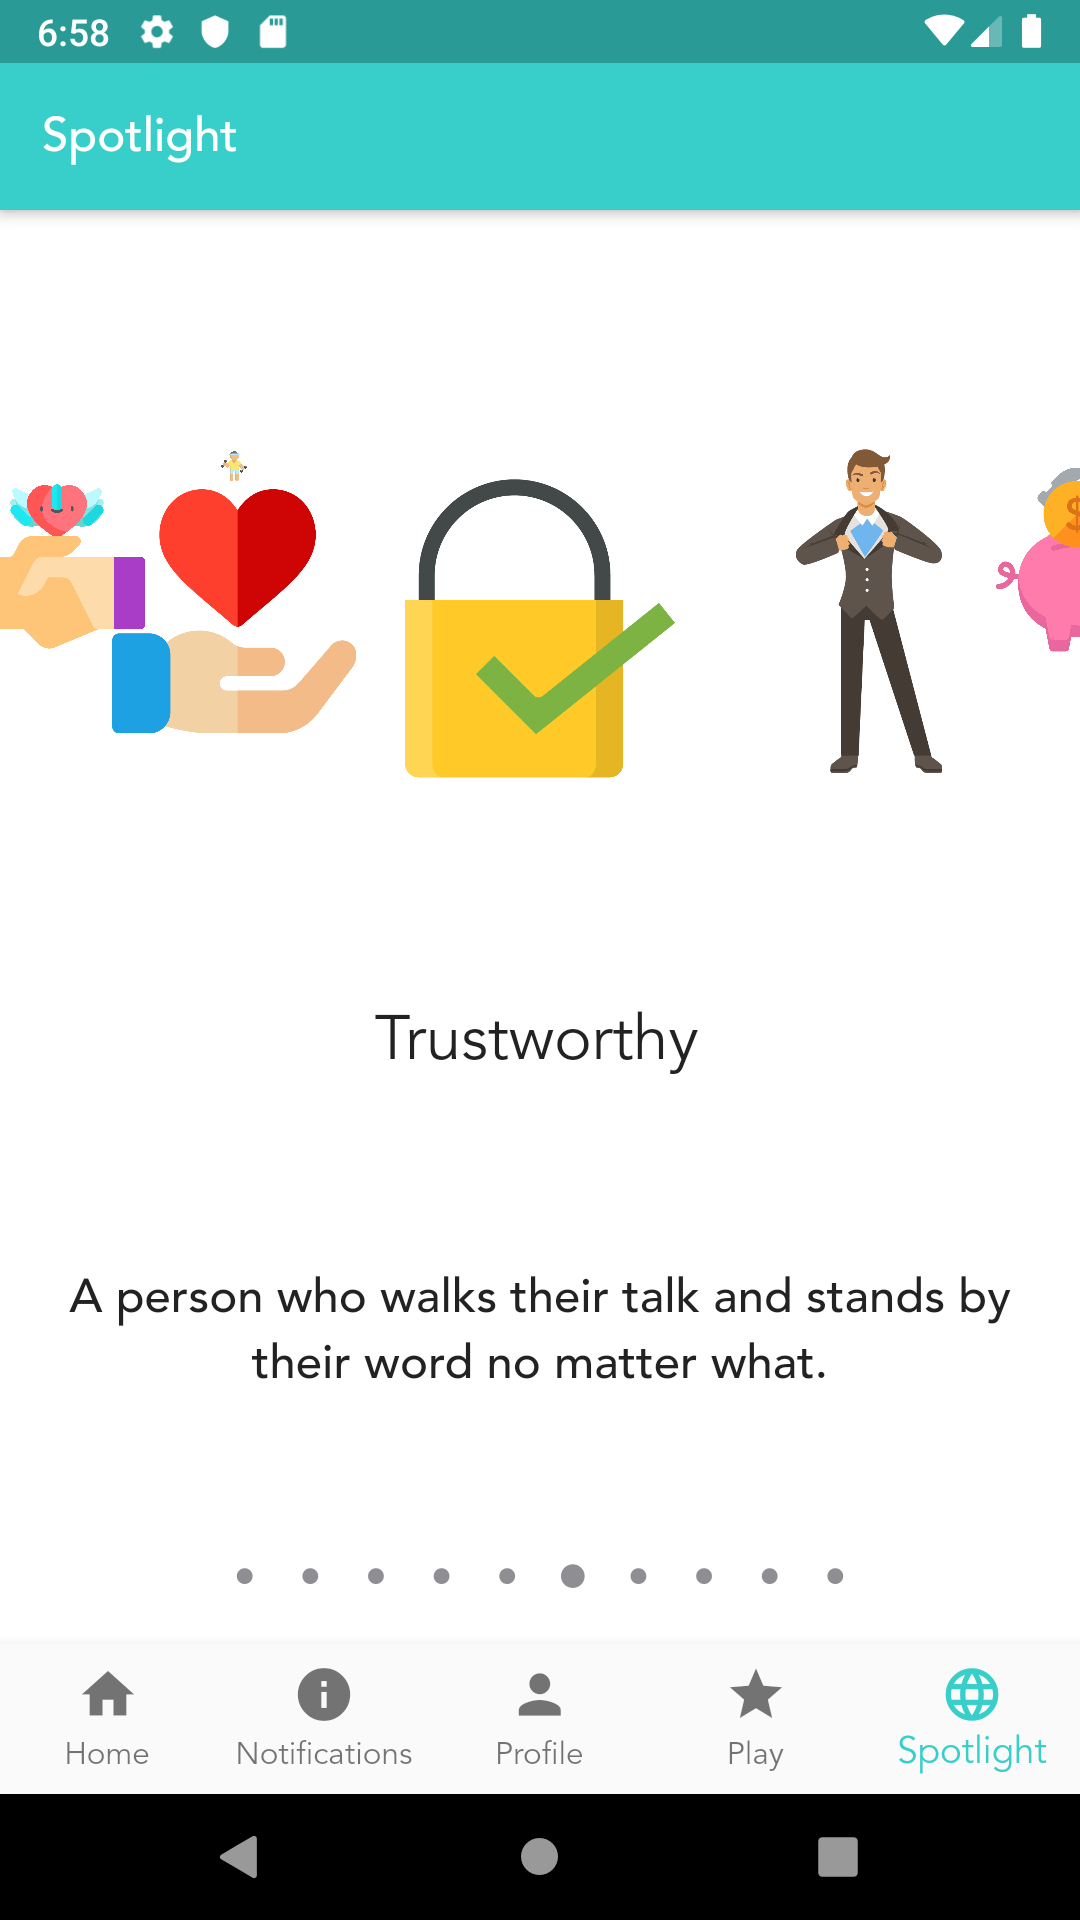 6:58
Spotlight
$
Trustworthy
A person who walks their talk and stands by
their word no matter what.
Home
Notifications
Profile
Play
Spotlight